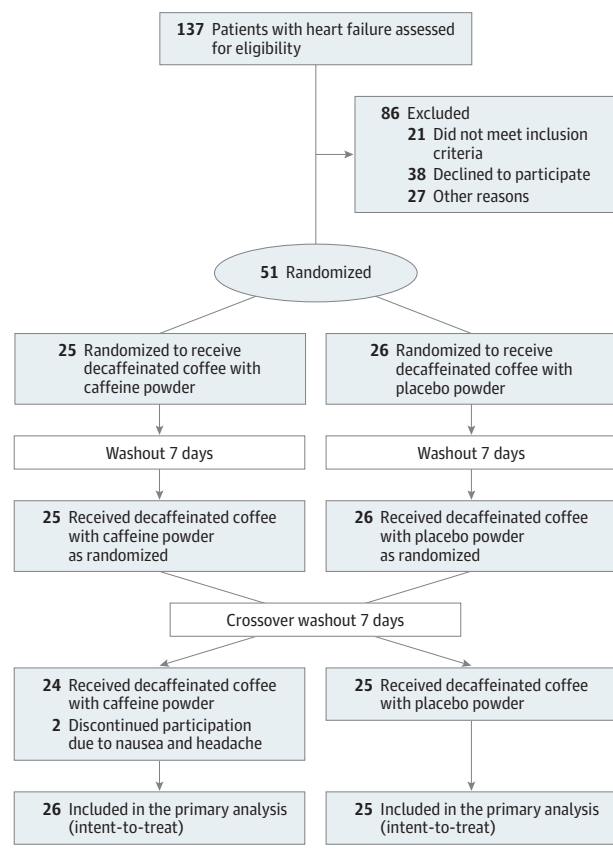 137 Patients with heart failure assessed
for eligibility
86 Excluded
21 Did not meet inclusion
criteria
38 Declined to participate
27 Other reasons
51 Randomized
25 Randomized to receive
decaffeinated coffee with
caffeine powder
26 Randomized to receive
decaffeinated coffee with
placebo powder
Washout 7 days
Washout 7 days
25 Received decaffeinated coffee
with caffeine powder
as randomized
26 Received decaffeinated coffee
with placebo powder
as randomized
Crossover washout 7 days
24 Received decaffeinated coffee
with caffeine powder
2 Discontinued participation
due to nausea and headache
25 Received decaffeinated coffee
with placebo powder
26 Included in the primary analysis
(intent-to-treat)
25 Included in the primary analysis
(intent-to-treat)